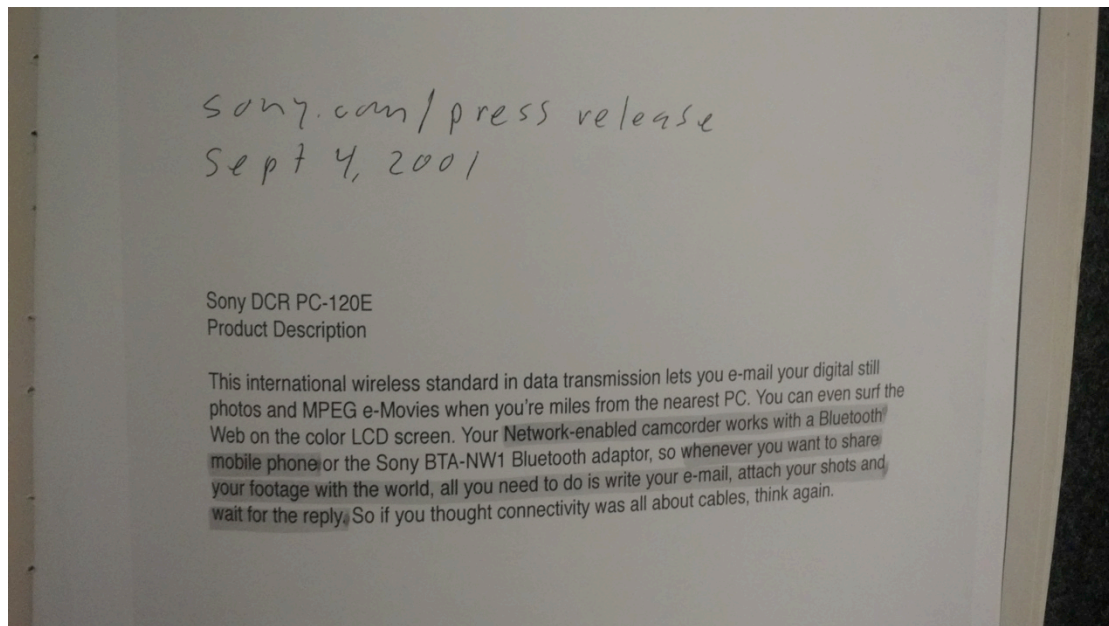 sony.com/press release
Sept 4, 2001
Sony DCR PC-120E
Product Description
This international wireless standard in data transmission lets you e-mail your digital still
photos and MPEG e-Movies when you're miles from the nearest PC. You can even surf the
Web on the color LCD screen. Your Network-enabled camcorder works with a Bluetooth
mobile phone or the Sony BTA-NW1 Bluetooth adaptor, so whenever you want to share
your footage with the world, all you need to do is write your e-mail, attach your shots and
wait for the reply. So if you thought connectivity was all about cables, think again.